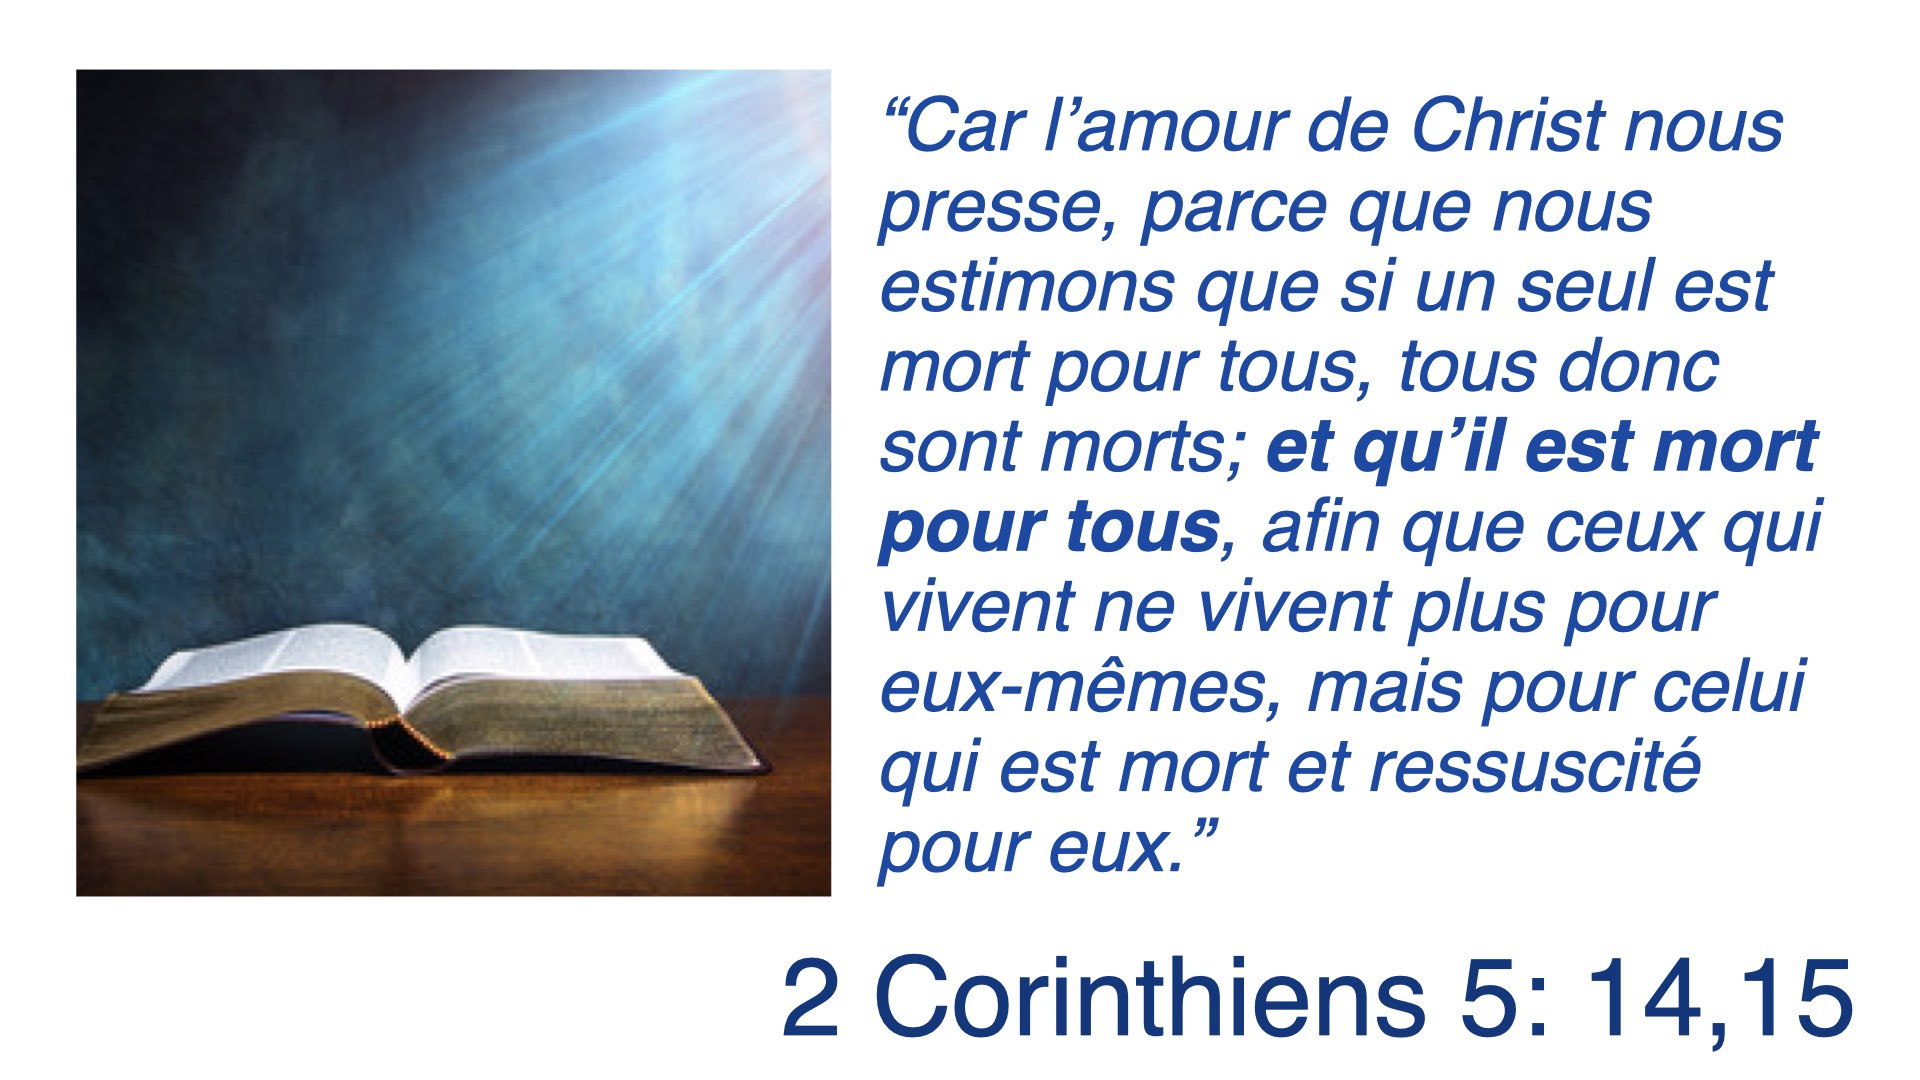 “Car l’amour de Christ nous
presse, parce que nous
estimons que si un seul est
mort pour tous, tous donc
sont morts; et qu’il est mort
pour tous, afin que ceux qui
vivent ne vivent plus pour
eux-mêmes, mais pour celui
qui est mort et ressuscité
pour eux.”
2 Corinthiens 5: 14,15